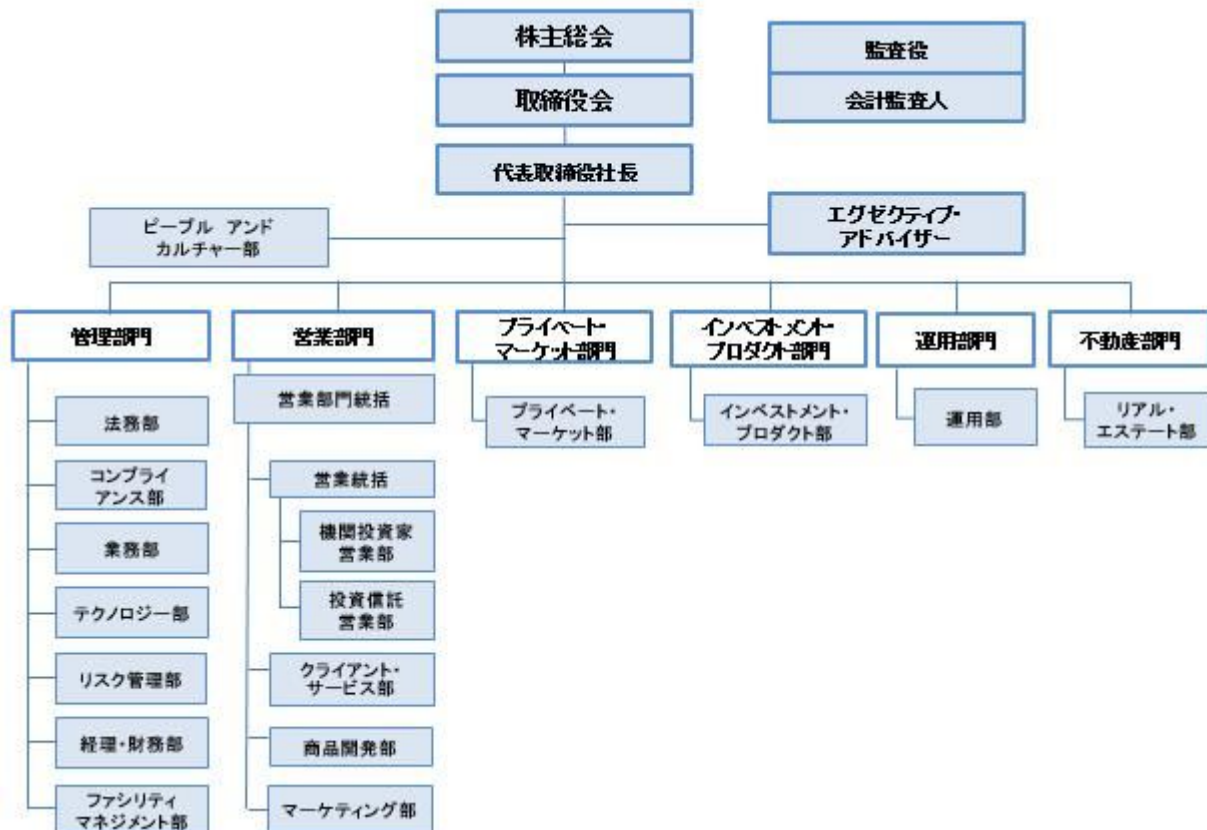 株主総会
監査役
取締役会
会計監査人
代表取締役社長
ピープル アンド
カルチャー部
エグゼクティブ・
アドバイザー
管理部門
営業部門
プライベート・
マーケット部門
インベストメント・
プロダクト部門
運用部門
不動産部門
法務部
コンプライ
アンス部
業務部
テクノロジー部
リスク管理部
経理・財務部
ファシリティ
マネジメント部
営業部門統括
営業統括
機関投資家
営業部
投資信託
営業部
クライアント・
サービス部
商品開発部
マーケティング部
プライベート・
マーケット部
インベストメント・
プロダクト部
運用部
リアル・
エステート部